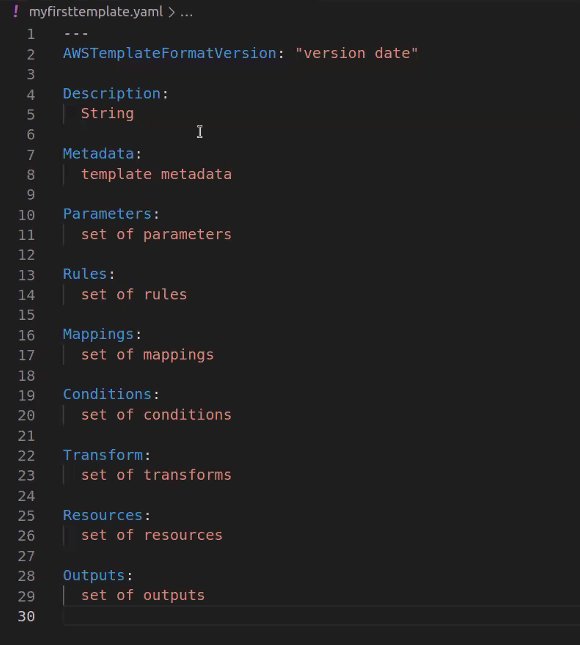 ! myfirsttemplate.yaml > ...
1 ---
2 AWSTemplateFormatVersion: "version date"
3
4 Description:
5 String
6
7 Metadata:
8 template metadata
9
10 Parameters:
11 set of parameters
12
13 Rules:
14 set of rules
15
16 Mappings:
17 set of mappings
18
19 Conditions:
20 set of conditions
21
22 Transform:
23 set of transforms
24
25 Resources:
26 set of resources
27
28 Outputs:
29 set of outputs
30